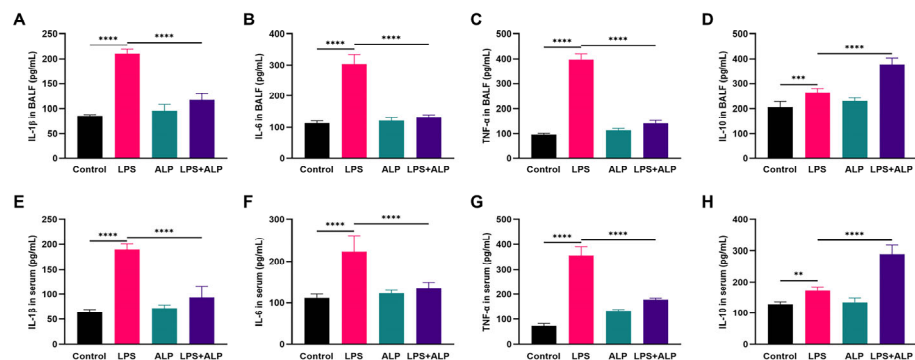 A
IL-1β in BALF (pg/mL)
250
200
150
100
50
0
**** ****
Control LPS ALP LPS+ALP
B
IL-6 in BALF (pg/mL)
400
300
200
100
0
**** ****
Control LPS ALP LPS+ALP
C
TNF-α in BALF (pg/mL)
500
400
300
200
100
0
**** ****
Control LPS ALP LPS+ALP
D
IL-10 in BALF (pg/mL)
500
400
300
200
100
0
*** ****
Control LPS ALP LPS+ALP
E
IL-1β in serum (pg/mL)
250
200
150
100
50
0
**** ****
Control LPS ALP LPS+ALP
F
IL-6 in serum (pg/mL)
300
200
100
0
**** ****
Control LPS ALP LPS+ALP
G
TNF-α in serum (pg/mL)
500
400
300
200
100
0
**** ****
Control LPS ALP LPS+ALP
H
IL-10 in serum (pg/mL)
400
300
200
100
0
** ****
Control LPS ALP LPS+ALP